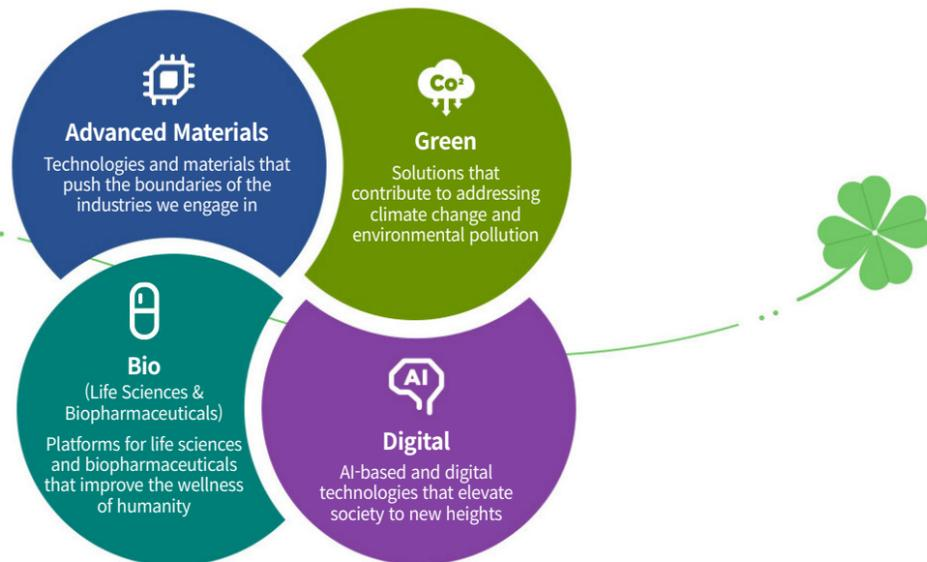 Advanced Materials
Technologies and materials that
push the boundaries of the
industries we engage in
Co²
Green
Solutions that
contribute to addressing
climate change and
environmental pollution
Bio
(Life Sciences &
Biopharmaceuticals)
Platforms for life sciences
and biopharmaceuticals
that improve the wellness
of humanity
AI
Digital
AI-based and digital
technologies that elevate
society to new heights